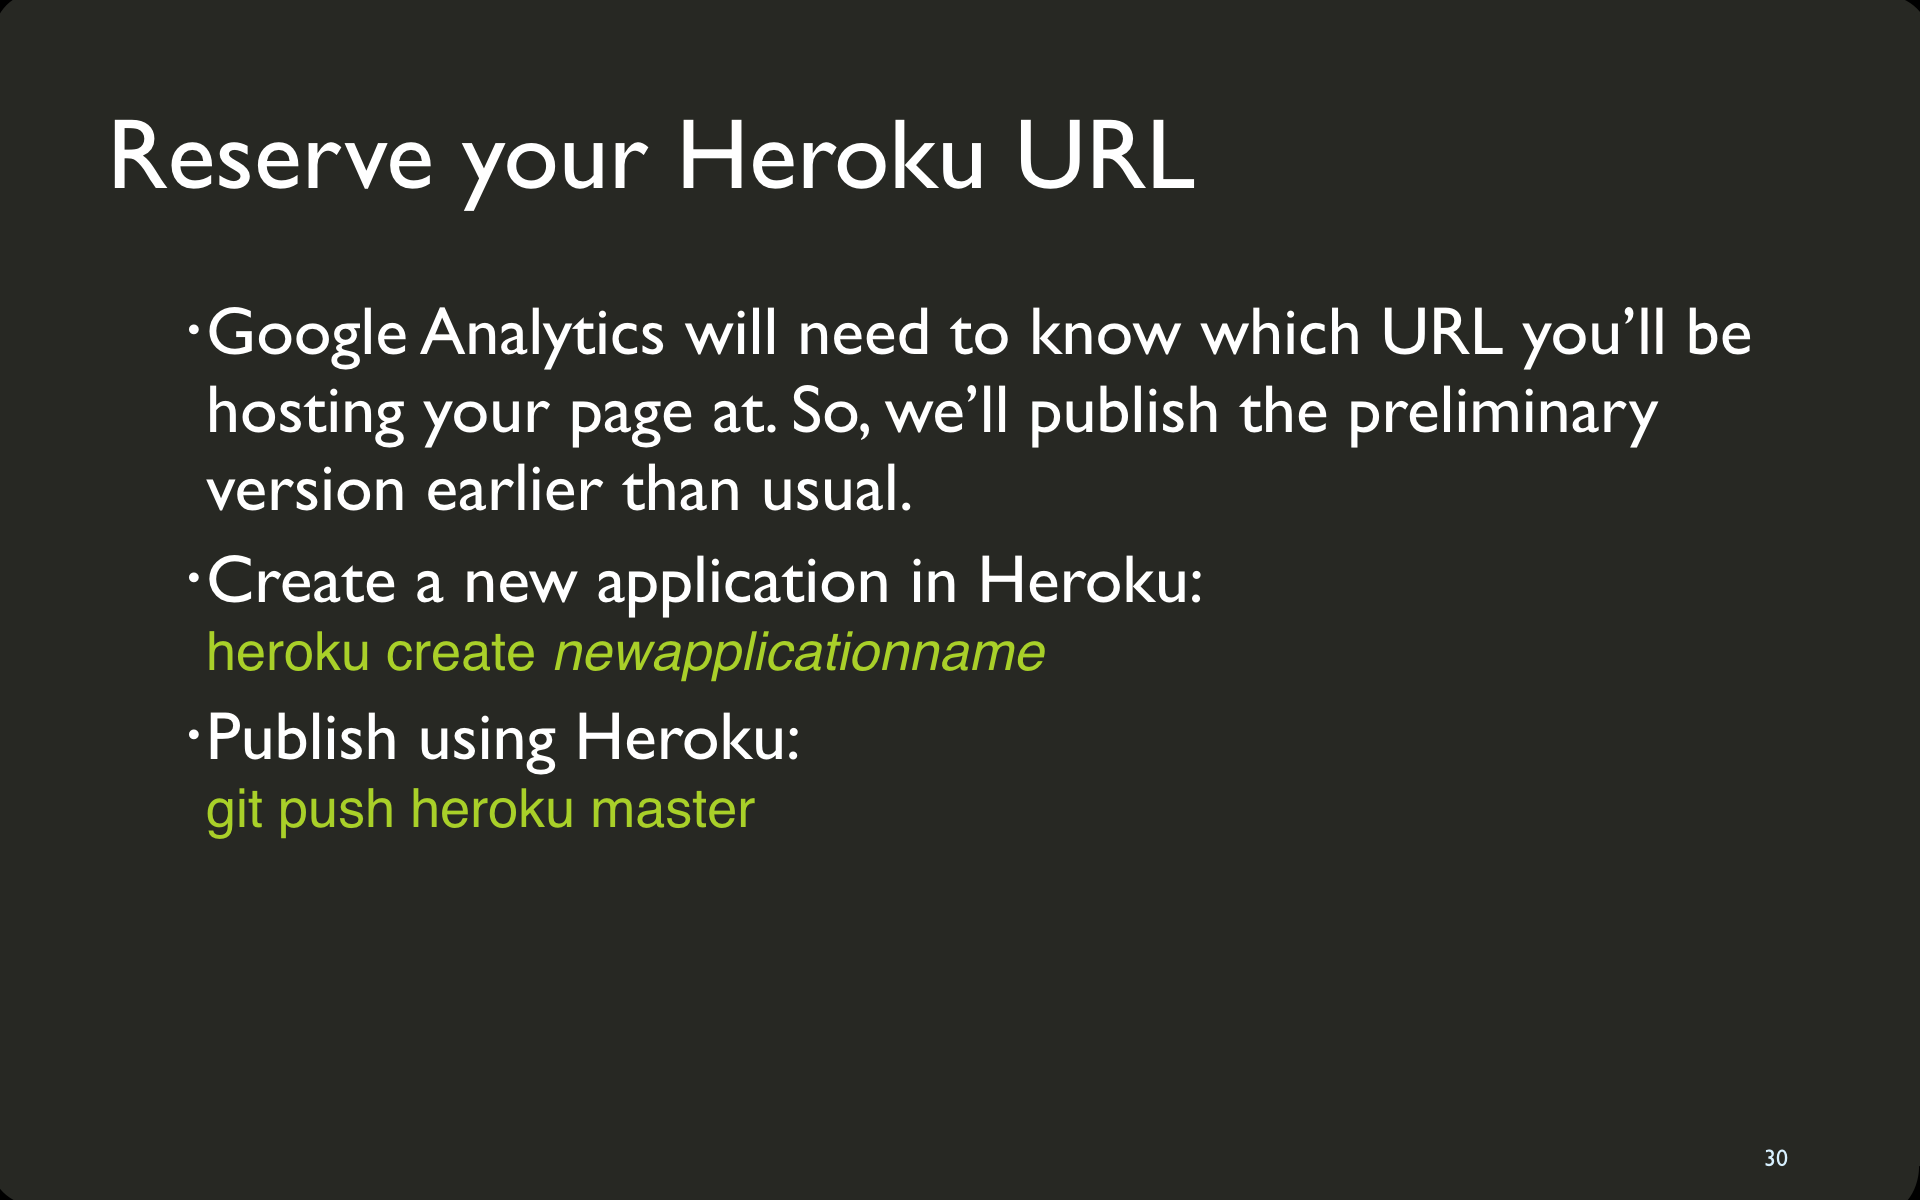 Reserve your Heroku URL
•Google Analytics will need to know which URL you’ll be
hosting your page at. So, we’ll publish the preliminary
version earlier than usual.
•Create a new application in Heroku:
heroku create newapplicationname
•Publish using Heroku:
git push heroku master
30